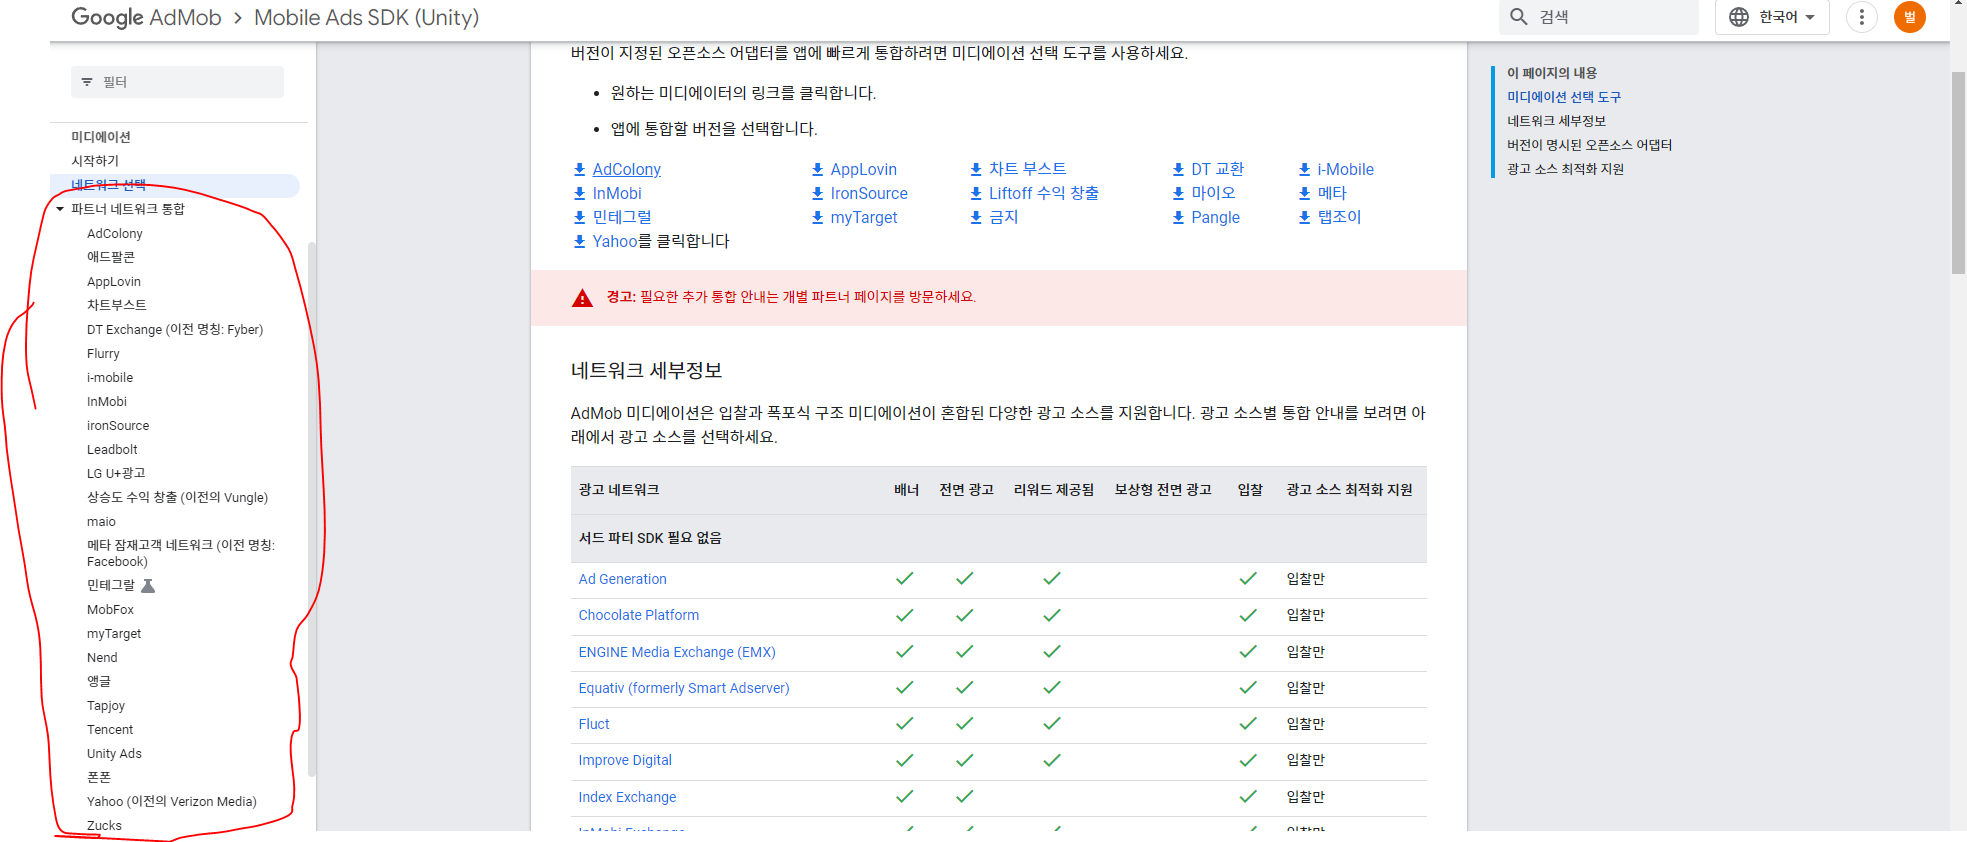 Google AdMob > Mobile Ads SDK (Unity)
검색
한국어
벌
필터
미디에이션
시작하기
네트워크 선택
파트너 네트워크 통합
AdColony
애드팔콘
AppLovin
차트부스트
DT Exchange (이전 명칭: Fyber)
Flurry
i-mobile
InMobi
ironSource
Leadbolt
LG U+광고
상승도 수익 창출 (이전의 Vungle)
maio
메타 잠재고객 네트워크 (이전 명칭:
Facebook)
민테그랄
MobFox
myTarget
Nend
앵글
Tapjoy
Tencent
Unity Ads
폰폰
Yahoo (이전의 Verizon Media)
Zucks
버전이 지정된 오픈소스 어댑터를 앱에 빠르게 통합하려면 미디에이션 선택 도구를 사용하세요.
• 원하는 미디에이터의 링크를 클릭합니다.
• 앱에 통합할 버전을 선택합니다.
AdColony AppLovin 차트 부스트 DT 교환 i-Mobile
InMobi IronSource Liftoff 수익 창출 마이오 메타
민테그럴 myTarget 금지 Pangle 탭조이
Yahoo를 클릭합니다
경고: 필요한 추가 통합 안내는 개별 파트너 페이지를 방문하세요.
네트워크 세부정보
AdMob 미디에이션은 입찰과 폭포식 구조 미디에이션이 혼합된 다양한 광고 소스를 지원합니다. 광고 소스별 통합 안내를 보려면 아
래에서 광고 소스를 선택하세요.
광고 네트워크 배너 전면 광고 리워드 제공됨 보상형 전면 광고 입찰 광고 소스 최적화 지원
서드 파티 SDK 필요 없음
Ad Generation 입찰만
Chocolate Platform 입찰만
ENGINE Media Exchange (EMX) 입찰만
Equativ (formerly Smart Adserver) 입찰만
Fluct 입찰만
Improve Digital 입찰만
Index Exchange 입찰만
InMobi Exchange 입찰만
이 페이지의 내용
미디에이션 선택 도구
네트워크 세부정보
버전이 명시된 오픈소스 어댑터
광고 소스 최적화 지원